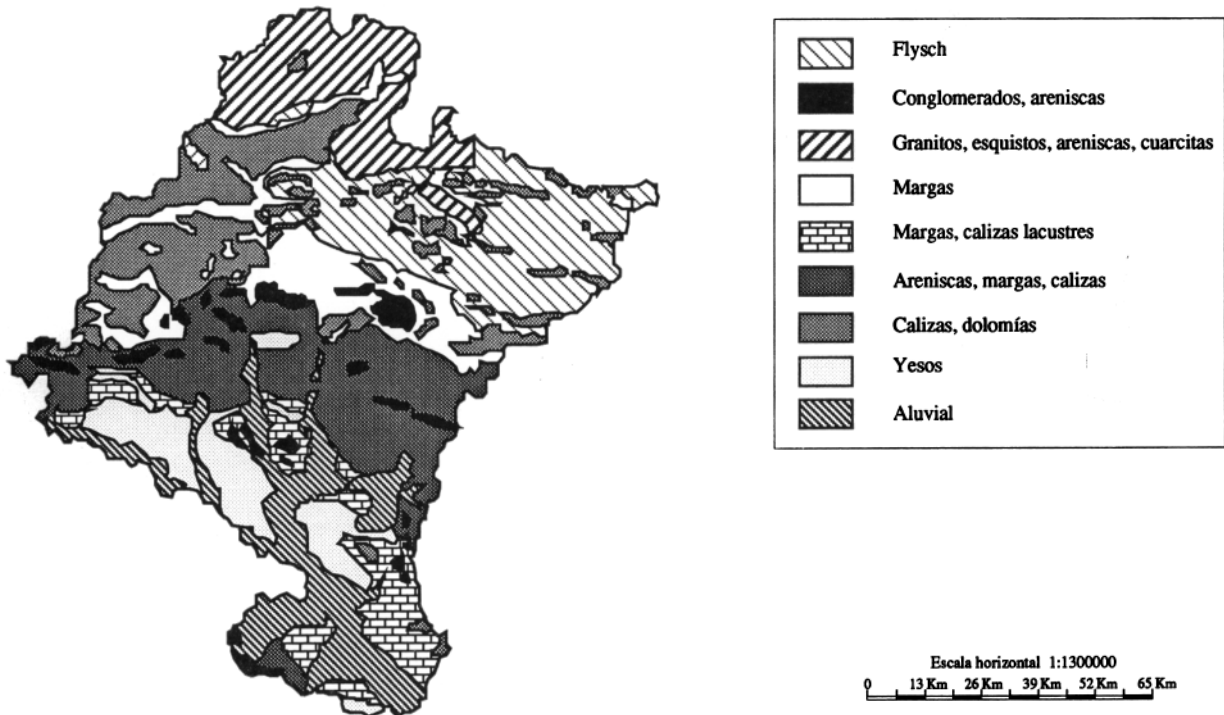 Flysch
Conglomerados, areniscas
Granitos, esquistos, areniscas, cuarcitas
Margas
Margas, calizas lacustres
Areniscas, margas, calizas
Calizas, dolomías
Yesos
Aluvial
Escala horizontal 1:1300000
0 13 Km 26 Km 39 Km 52 Km 65 Km